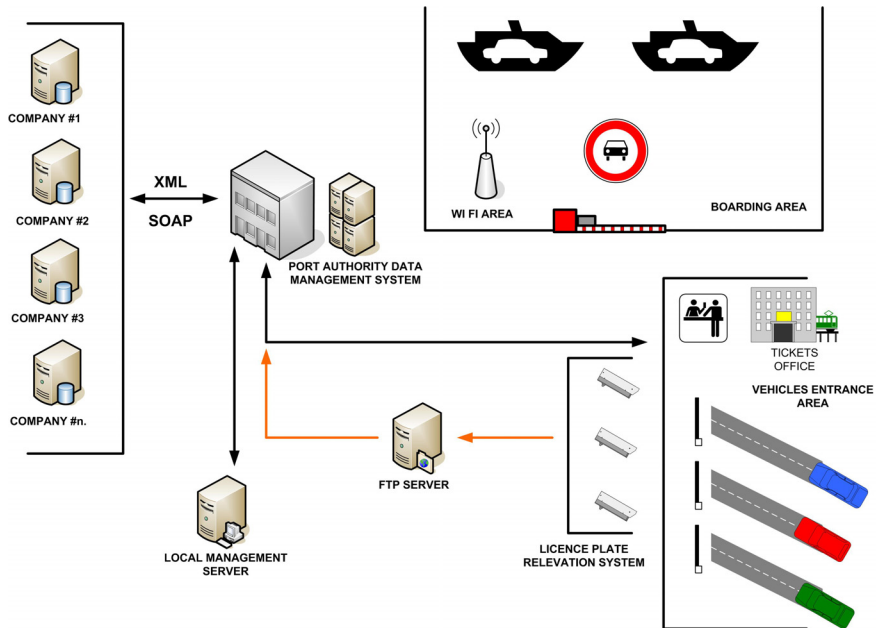 COMPANY #1
COMPANY #2
COMPANY #3
COMPANY #n.
XML
SOAP
PORT AUTHORITY DATA
MANAGEMENT SYSTEM
WI FI AREA
BOARDING AREA
TICKETS
OFFICE
VEHICLES ENTRANCE
AREA
FTP SERVER
LOCAL MANAGEMENT
SERVER
LICENCE PLATE
RELEVATION SYSTEM